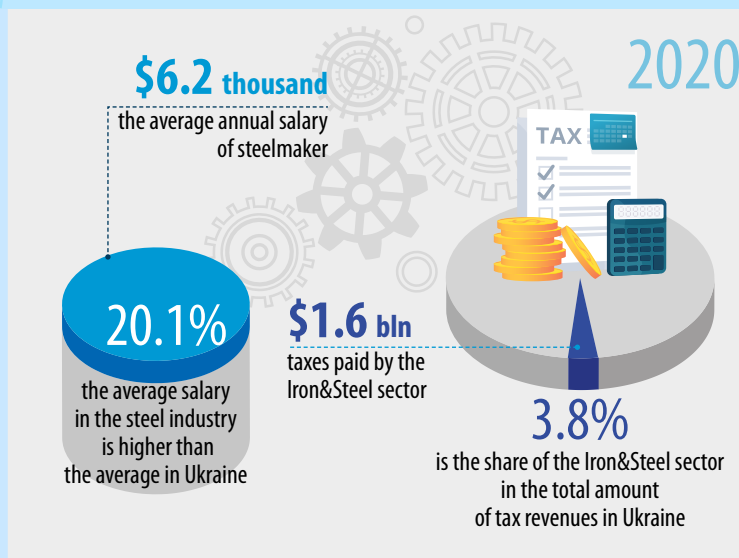 2020
$6.2 thousand
the average annual salary
of steelmaker
TAX
20.1%
the average salary
in the steel industry
is higher than
the average in Ukraine
$1.6 bln
taxes paid by the
Iron&Steel sector
3.8%
is the share of the Iron&Steel sector
in the total amount
of tax revenues in Ukraine